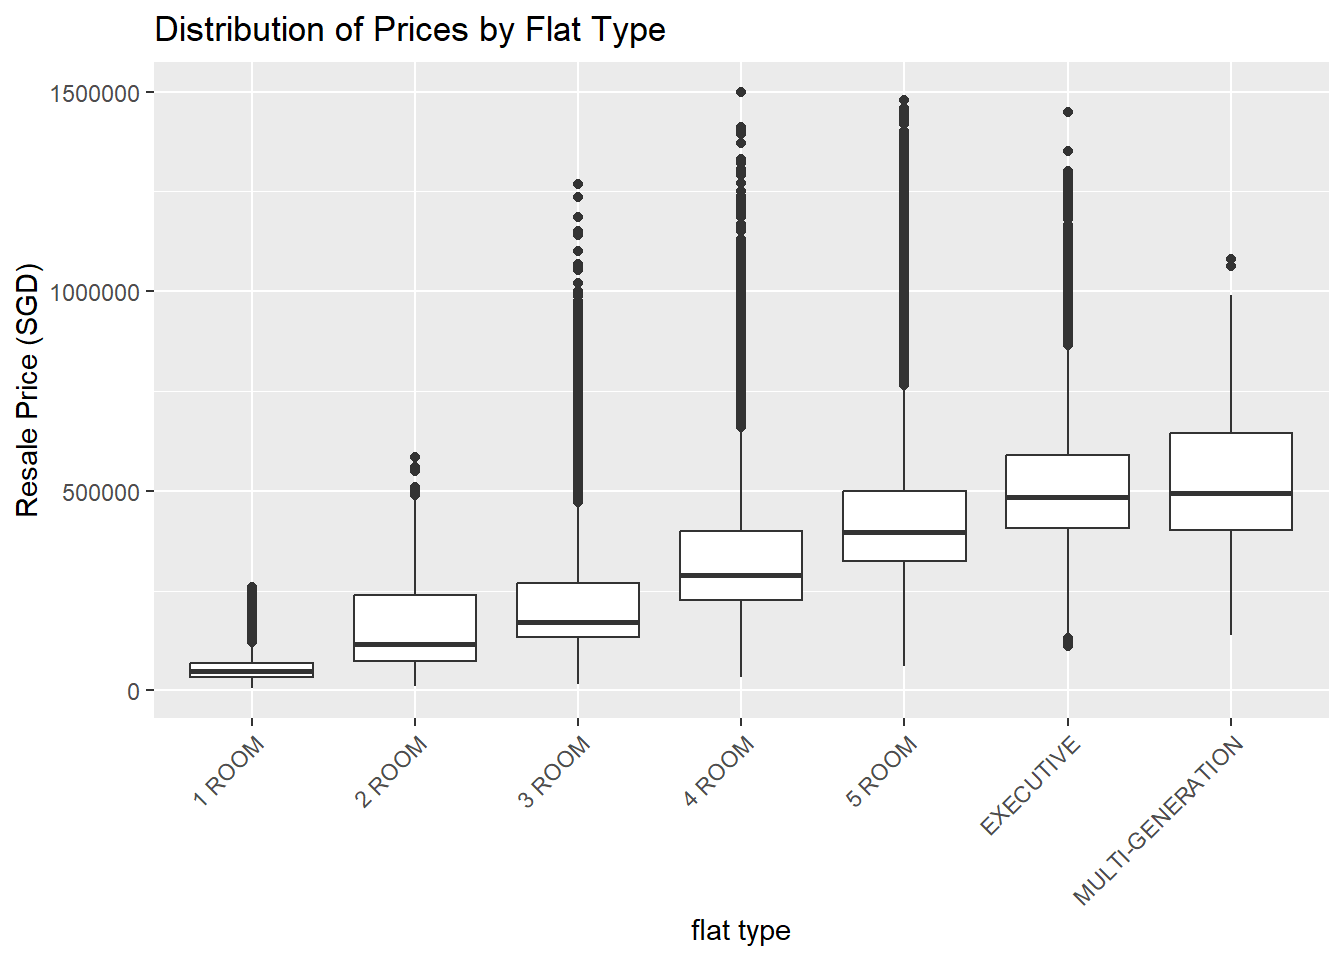 Distribution of Prices by Flat Type
Resale Price (SGD)
1500000
1000000
500000
0
1 ROOM
2 ROOM
3 ROOM
4 ROOM
5 ROOM
EXECUTIVE
MULTI-GENERATION
flat type